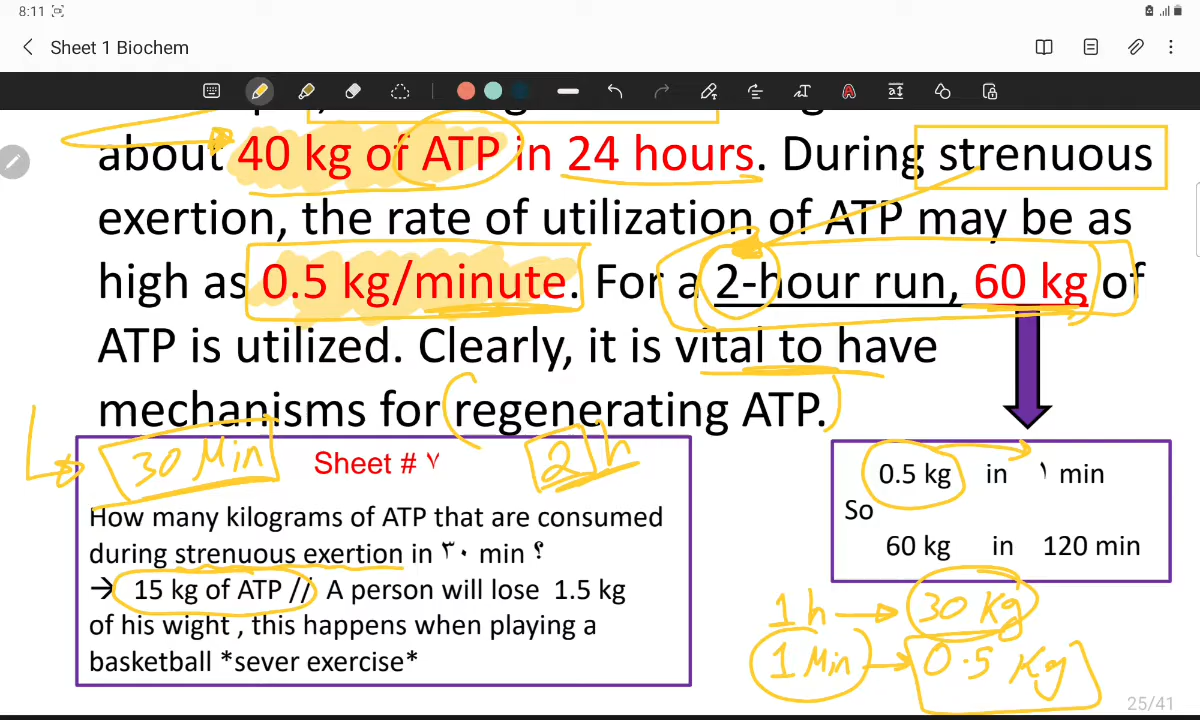 8:11
Sheet 1 Biochem
about 40 kg of ATP in 24 hours. During strenuous
exertion, the rate of utilization of ATP may be as
high as 0.5 kg/minute. For a 2-hour run, 60 kg of
ATP is utilized. Clearly, it is vital to have
mechanisms for regenerating ATP.
30 Min
Sheet # ٧
2 h
How many kilograms of ATP that are consumed
during strenuous exertion in ٣٠ min ؟
→ 15 kg of ATP // A person will lose 1.5 kg
of his wight , this happens when playing a
basketball *sever exercise*
0.5 kg in ١ min
So
60 kg in 120 min
1 h → 30 Kg
1 Min → 0.5 Kg
25/41